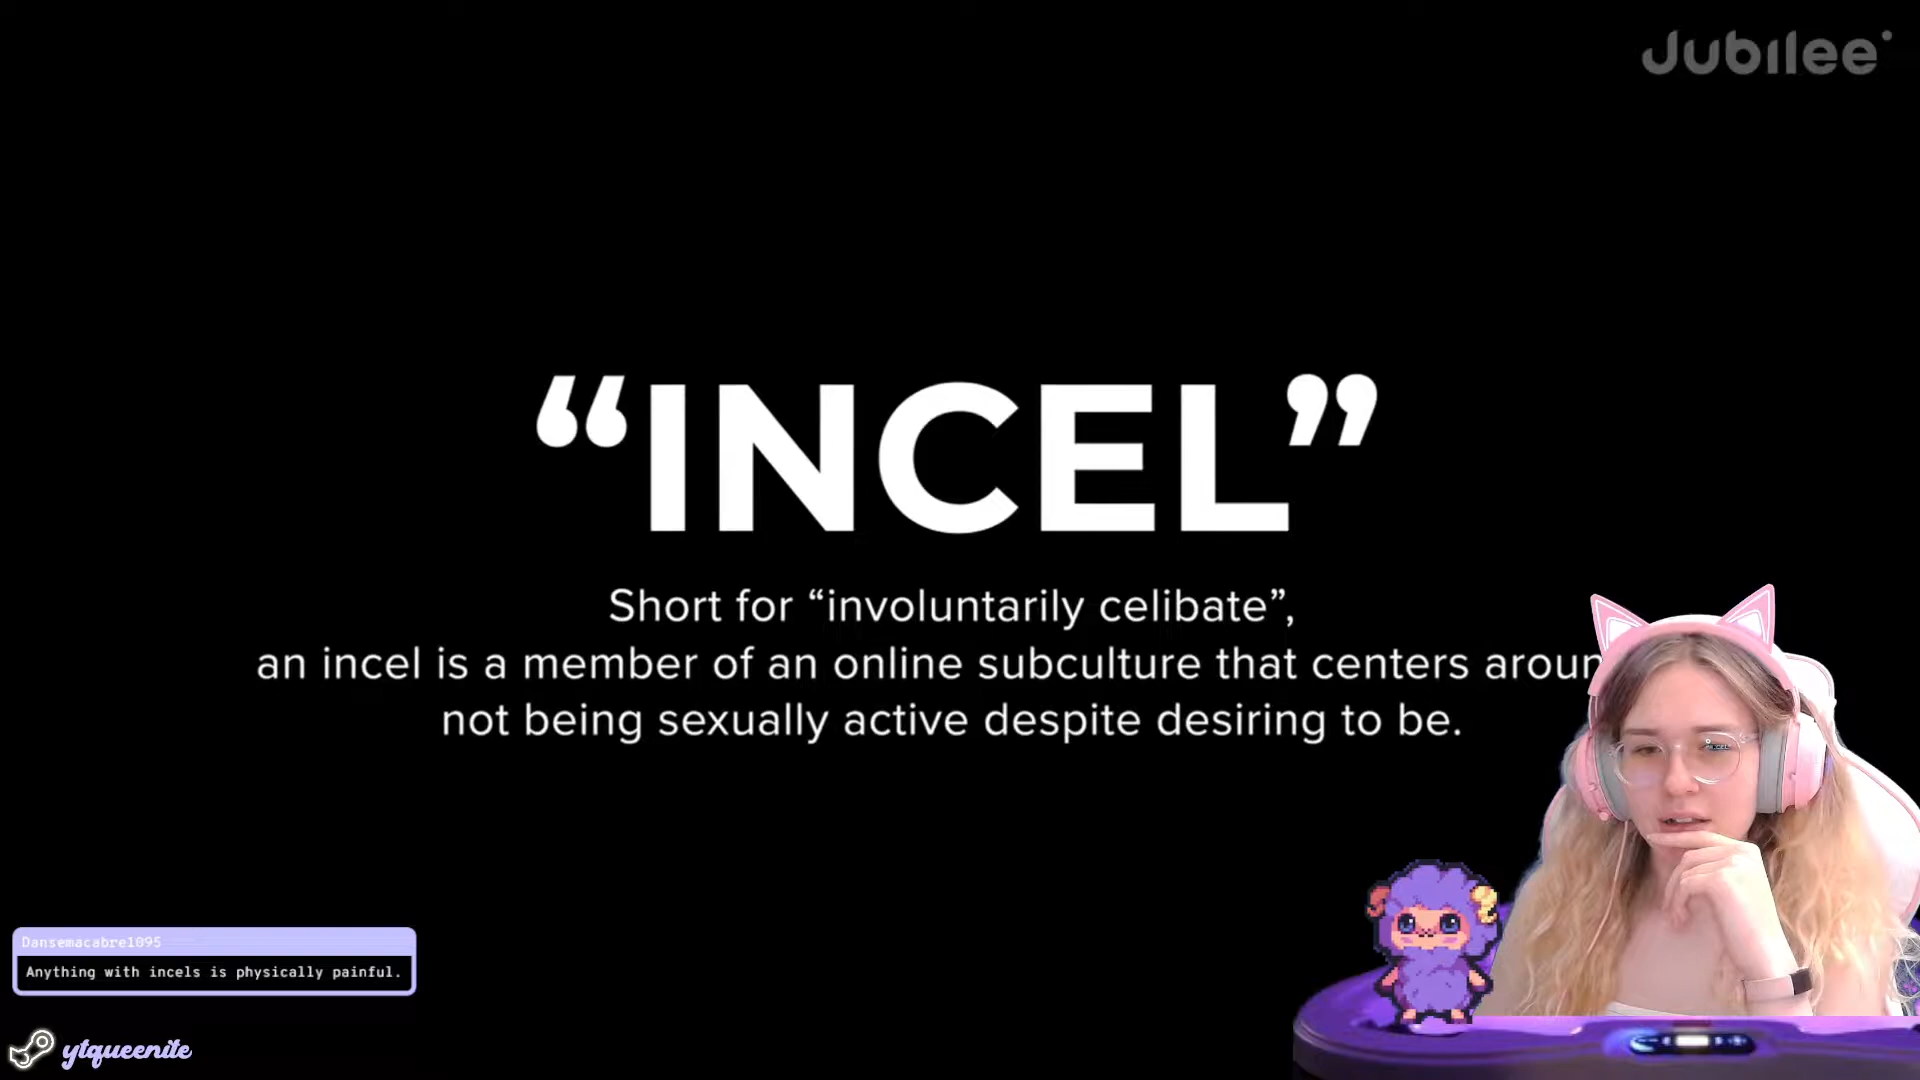 Jubilee
“INCEL”
Short for “involuntarily celibate”,
an incel is a member of an online subculture that centers aroun
not being sexually active despite desiring to be.
Dansemacabre1095
Anything with incels is physically painful.
ytqueenite